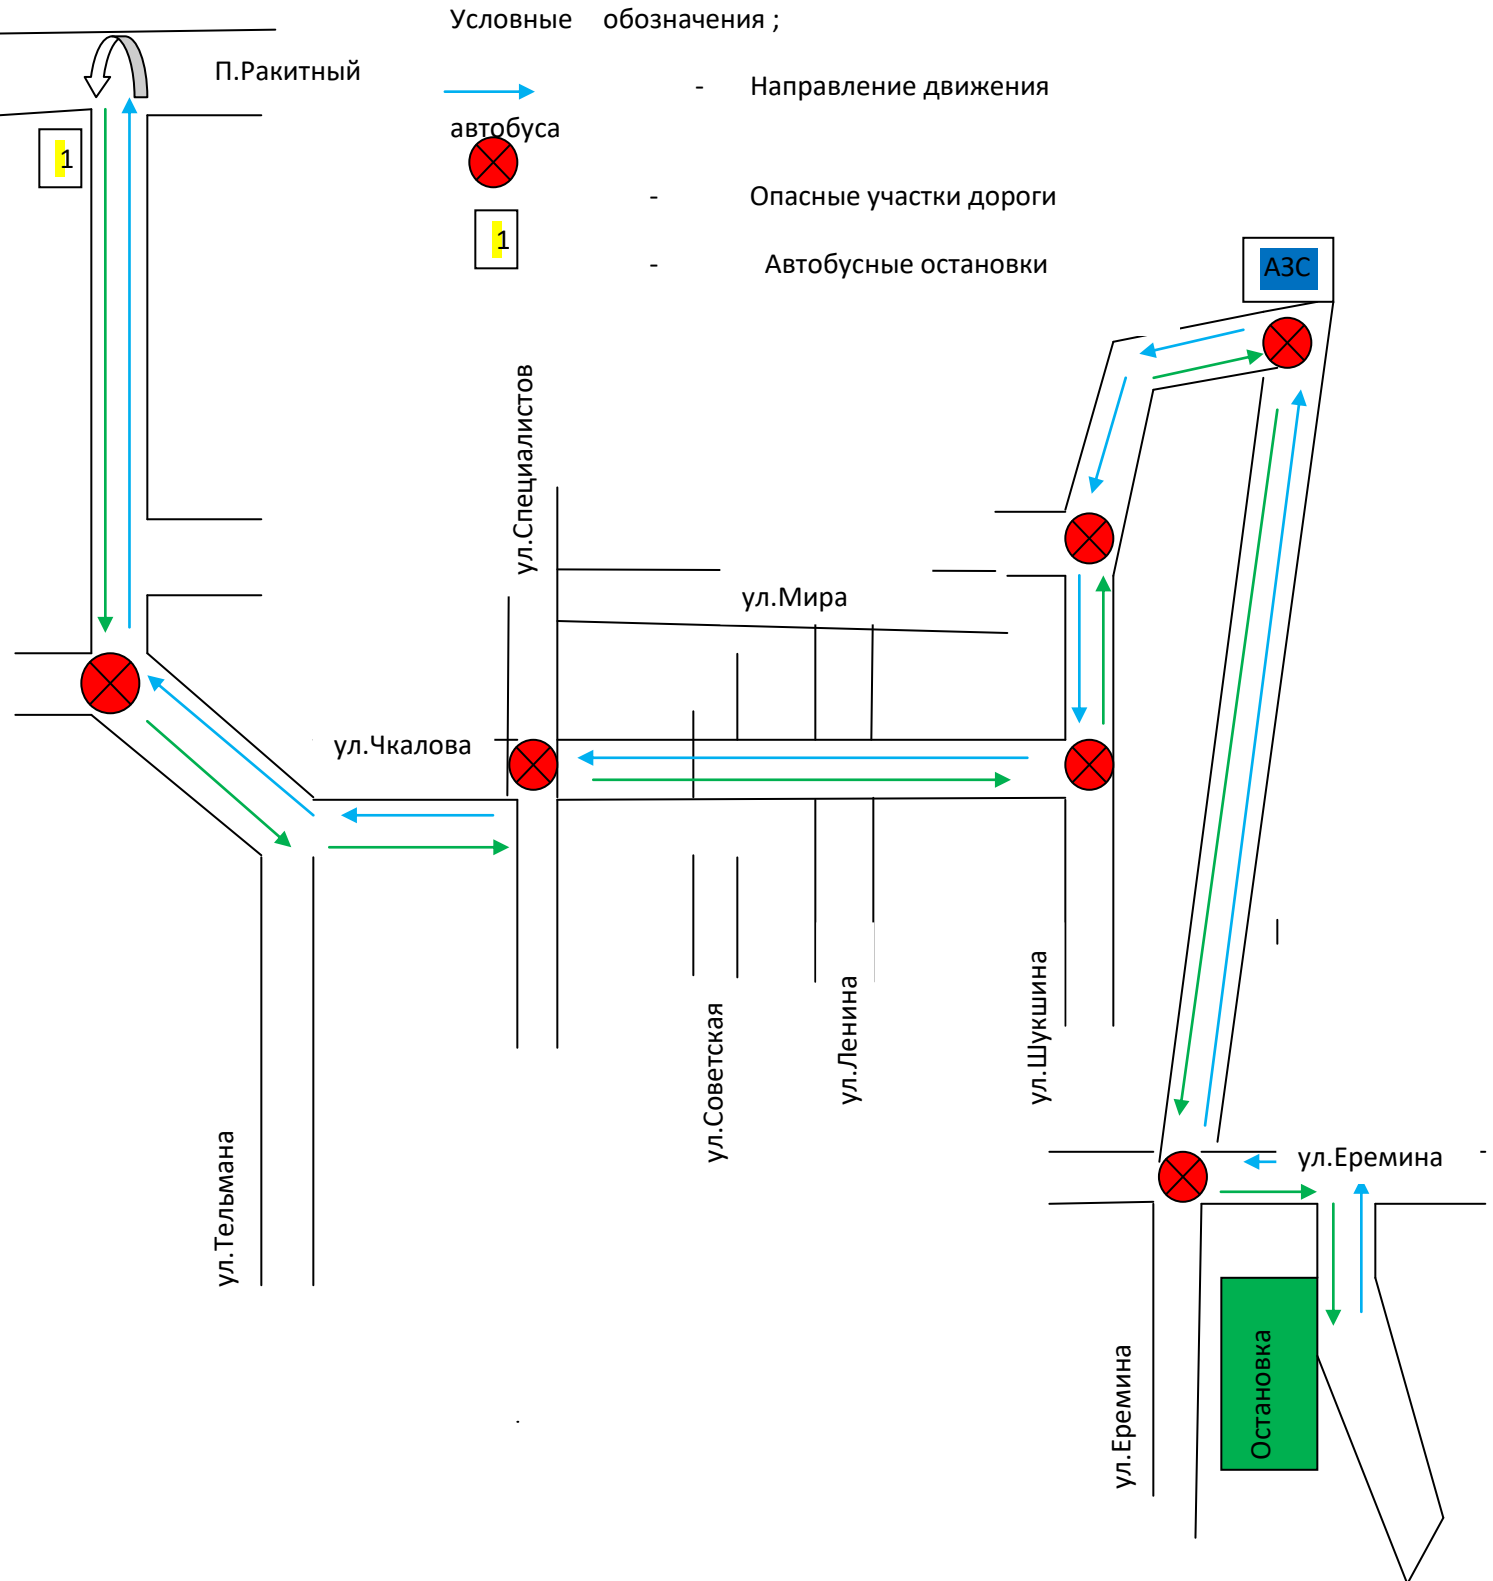 Условные обозначения ;
П.Ракитный
- Направление движения
автобуса
1
- Опасные участки дороги
1
- Автобусные остановки
АЗС
ул.Специалистов
ул.Мира
ул.Чкалова
ул.Советская
ул.Ленина
ул.Шукшина
ул.Тельмана
ул.Еремина
ул.Еремина
Остановка